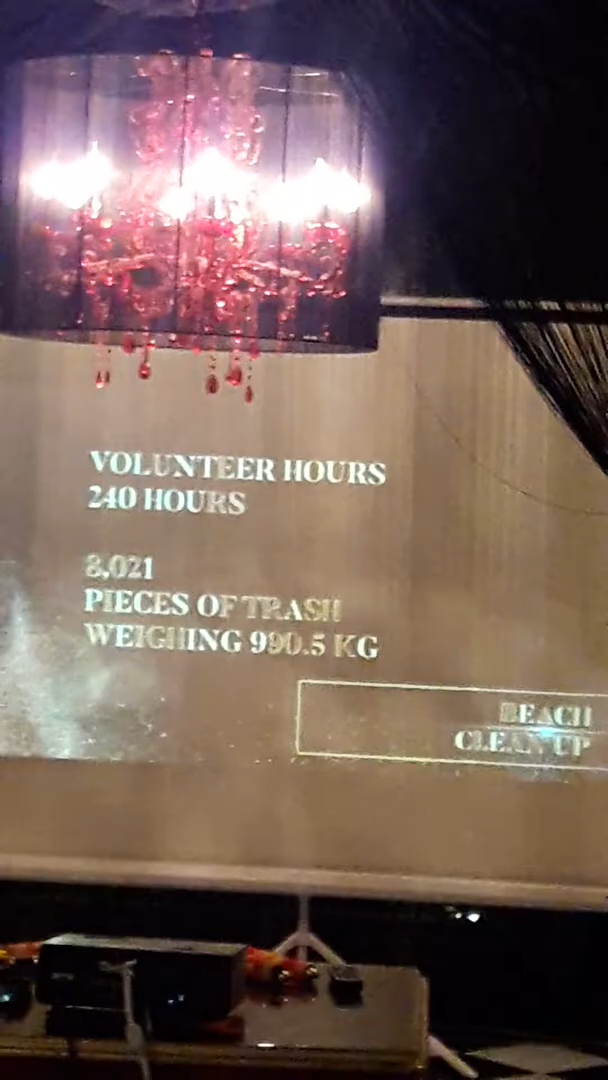 VOLUNTEER HOURS
240 HOURS
8,021
PIECES OF TRASH
WEIGHING 990.5 KG
BEACH
CLEAN UP